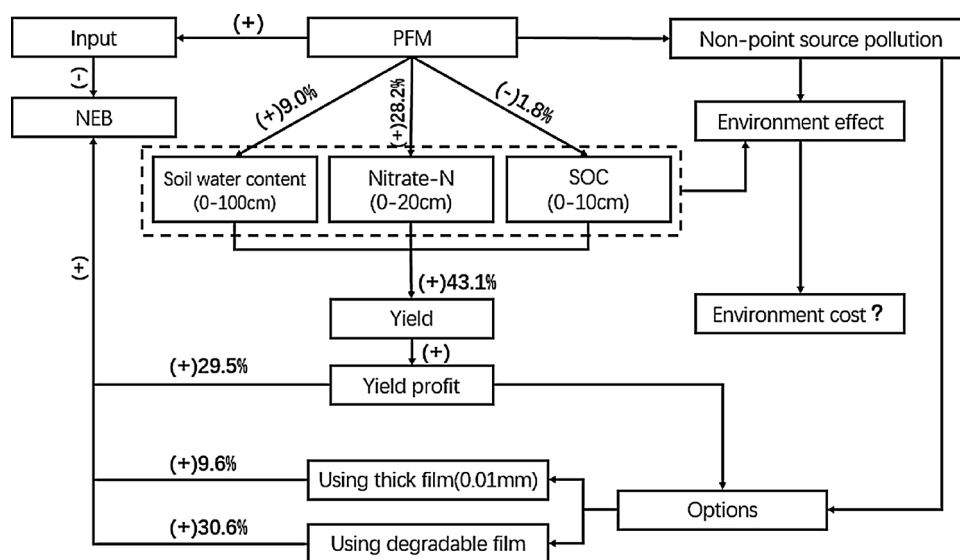 Input
(+)
PFM
Non-point source pollution
(-)
NEB
(+)9.0%
(+)28.2%
(-)1.8%
Environment effect
Soil water content
(0-100cm)
Nitrate-N
(0-20cm)
SOC
(0-10cm)
(+)
(+)43.1%
Yield
Environment cost ?
(+)
(+)29.5%
Yield profit
(+)9.6%
Using thick film(0.01mm)
Options
(+)30.6%
Using degradable film